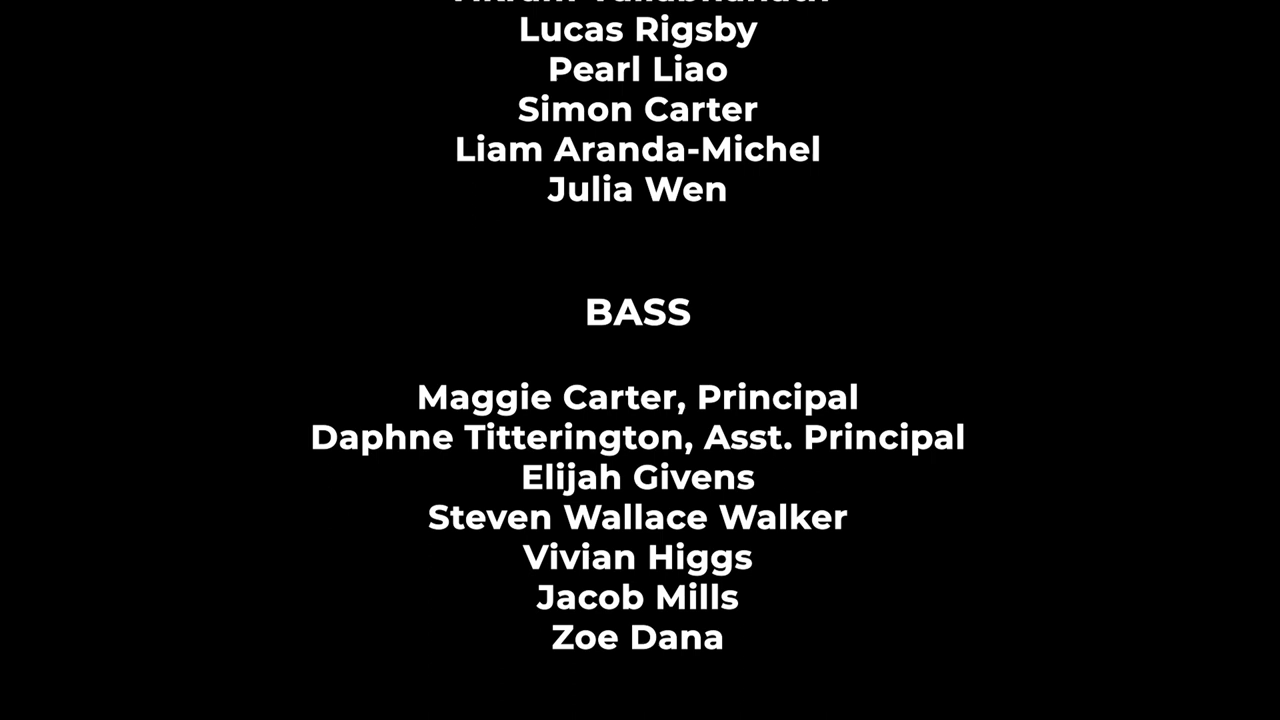 Lucas Rigsby
Pearl Liao
Simon Carter
Liam Aranda-Michel
Julia Wen
BASS
Maggie Carter, Principal
Daphne Titterington, Asst. Principal
Elijah Givens
Steven Wallace Walker
Vivian Higgs
Jacob Mills
Zoe Dana